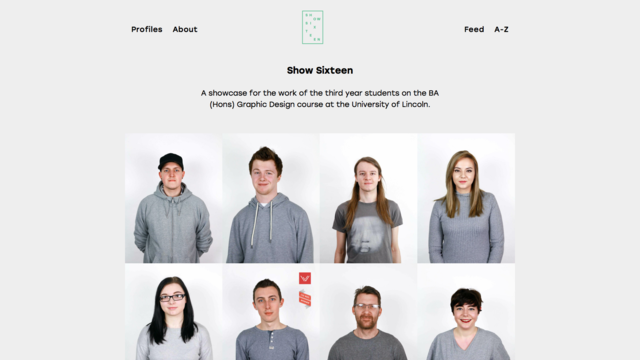 Profiles About
Feed A-Z
Show Sixteen
A showcase for the work of the third year students on the BA
(Hons) Graphic Design course at the University of Lincoln.